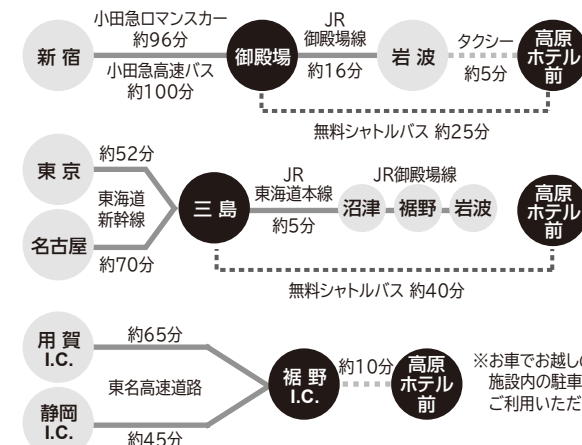 小田急ロマンスカー
約96分
新宿
小田急高速バス
約100分
御殿場
JR
御殿場線
約16分
岩波
タクシー
約5分
高原
ホテル
前
無料シャトルバス 約25分
東京
約52分
東海道
新幹線
名古屋
約70分
三島
JR
東海道本線
約5分
JR御殿場線
沼津
裾野
岩波
高原
ホテル
前
無料シャトルバス 約40分
用賀
I.C.
約65分
東名高速道路
静岡
I.C.
約45分
裾野
I.C.
約10分
高原
ホテル
前
※お車でお越しの
施設内の駐車
ご利用いただ